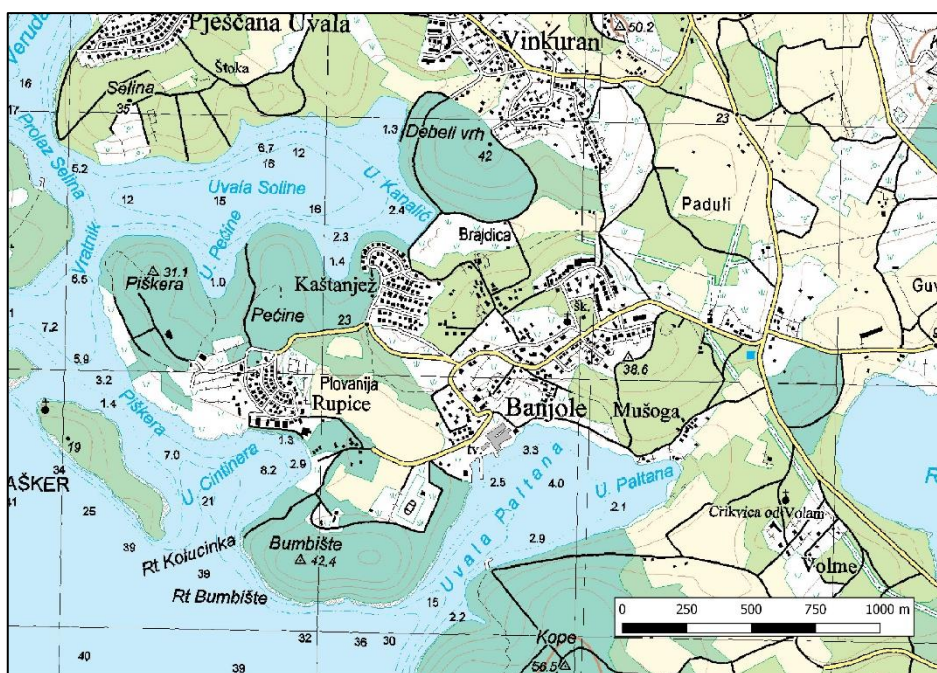 Pješčana Uvala
Veruda
Vinkuran
50.2
Štoka
Selina
35
16
17
1.3
Debeli vrh
42
23
Prolaz Selina
5.2
6.7
12
16
U. Kanalić
Uvala Soline
12
15
16
2.4
Paduli
Vratnik
U. Pećine
2.3
Brajdica
31.1
1.4
6.5
Piškera
1.0
Kaštanjež
Guv
Pećine
23
šk.
7.2
5.9
38.6
3.2
Plovanija
Rupice
Banjole
Mušoga
1.4
Piškera
1.3
tv.
3.3
19
7.0
U. Cintinera
8.2
2.9
2.5
4.0
U. Paltana
34
AŠKER
41
25
21
2.1
Crikvica od Volam
R
Uvala Paltana
39
Rt Kolucinka
Bumbište
42.4
2.9
Volme
39
Rt Bumbište
15
2.2
0 250 500 750 1000 m
32
36
30
Kope
56.5
40
39